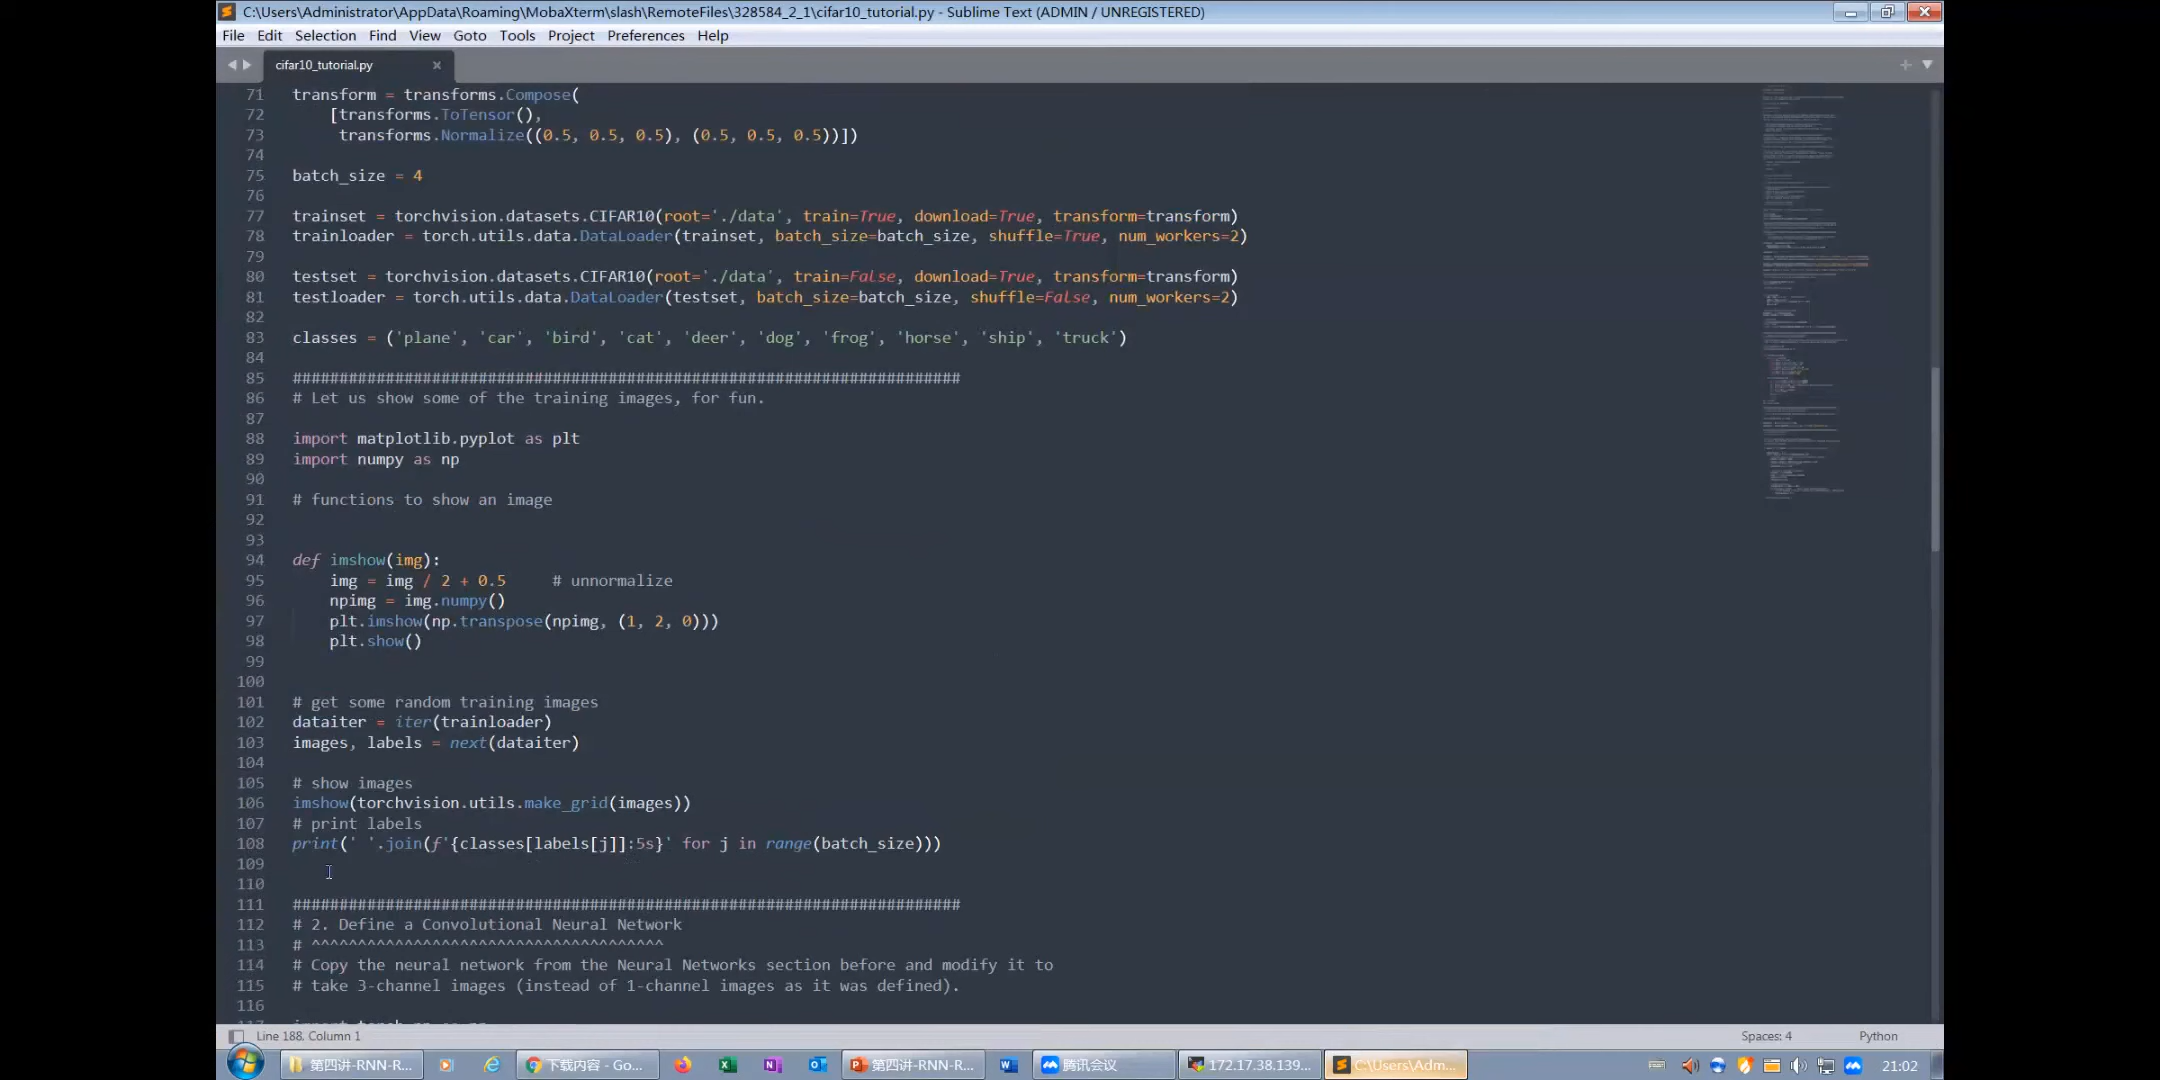 C:\Users\Administrator\AppData\Roaming\MobaXterm\slash\RemoteFiles\328584_2_1\cifar10_tutorial.py - Sublime Text (ADMIN / UNREGISTERED)
File Edit Selection Find View Goto Tools Project Preferences Help
cifar10_tutorial.py
71 transform = transforms.Compose(
72     [transforms.ToTensor(),
73      transforms.Normalize((0.5, 0.5, 0.5), (0.5, 0.5, 0.5))])
74
75 batch_size = 4
76
77 trainset = torchvision.datasets.CIFAR10(root='./data', train=True, download=True, transform=transform)
78 trainloader = torch.utils.data.DataLoader(trainset, batch_size=batch_size, shuffle=True, num_workers=2)
79
80 testset = torchvision.datasets.CIFAR10(root='./data', train=False, download=True, transform=transform)
81 testloader = torch.utils.data.DataLoader(testset, batch_size=batch_size, shuffle=False, num_workers=2)
82
83 classes = ('plane', 'car', 'bird', 'cat', 'deer', 'dog', 'frog', 'horse', 'ship', 'truck')
84
85 ########################################################################
86 # Let us show some of the training images, for fun.
87
88 import matplotlib.pyplot as plt
89 import numpy as np
90
91 # functions to show an image
92
93
94 def imshow(img):
95     img = img / 2 + 0.5     # unnormalize
96     npimg = img.numpy()
97     plt.imshow(np.transpose(npimg, (1, 2, 0)))
98     plt.show()
99
100
101 # get some random training images
102 dataiter = iter(trainloader)
103 images, labels = next(dataiter)
104
105 # show images
106 imshow(torchvision.utils.make_grid(images))
107 # print labels
108 print(' '.join(f'{classes[labels[j]]:5s}' for j in range(batch_size)))
109
110
111 ########################################################################
112 # 2. Define a Convolutional Neural Network
113 # ^^^^^^^^^^^^^^^^^^^^^^^^^^^^^^^^^^^^^^
114 # Copy the neural network from the Neural Networks section before and modify it to
115 # take 3-channel images (instead of 1-channel images as it was defined).
116
Line 188, Column 1 Spaces: 4 Python
第四讲-RNN-R... 下载内容 - Go... 第四讲-RNN-R... 腾讯会议 172.17.38.139... C:\Users\Adm... 21:02